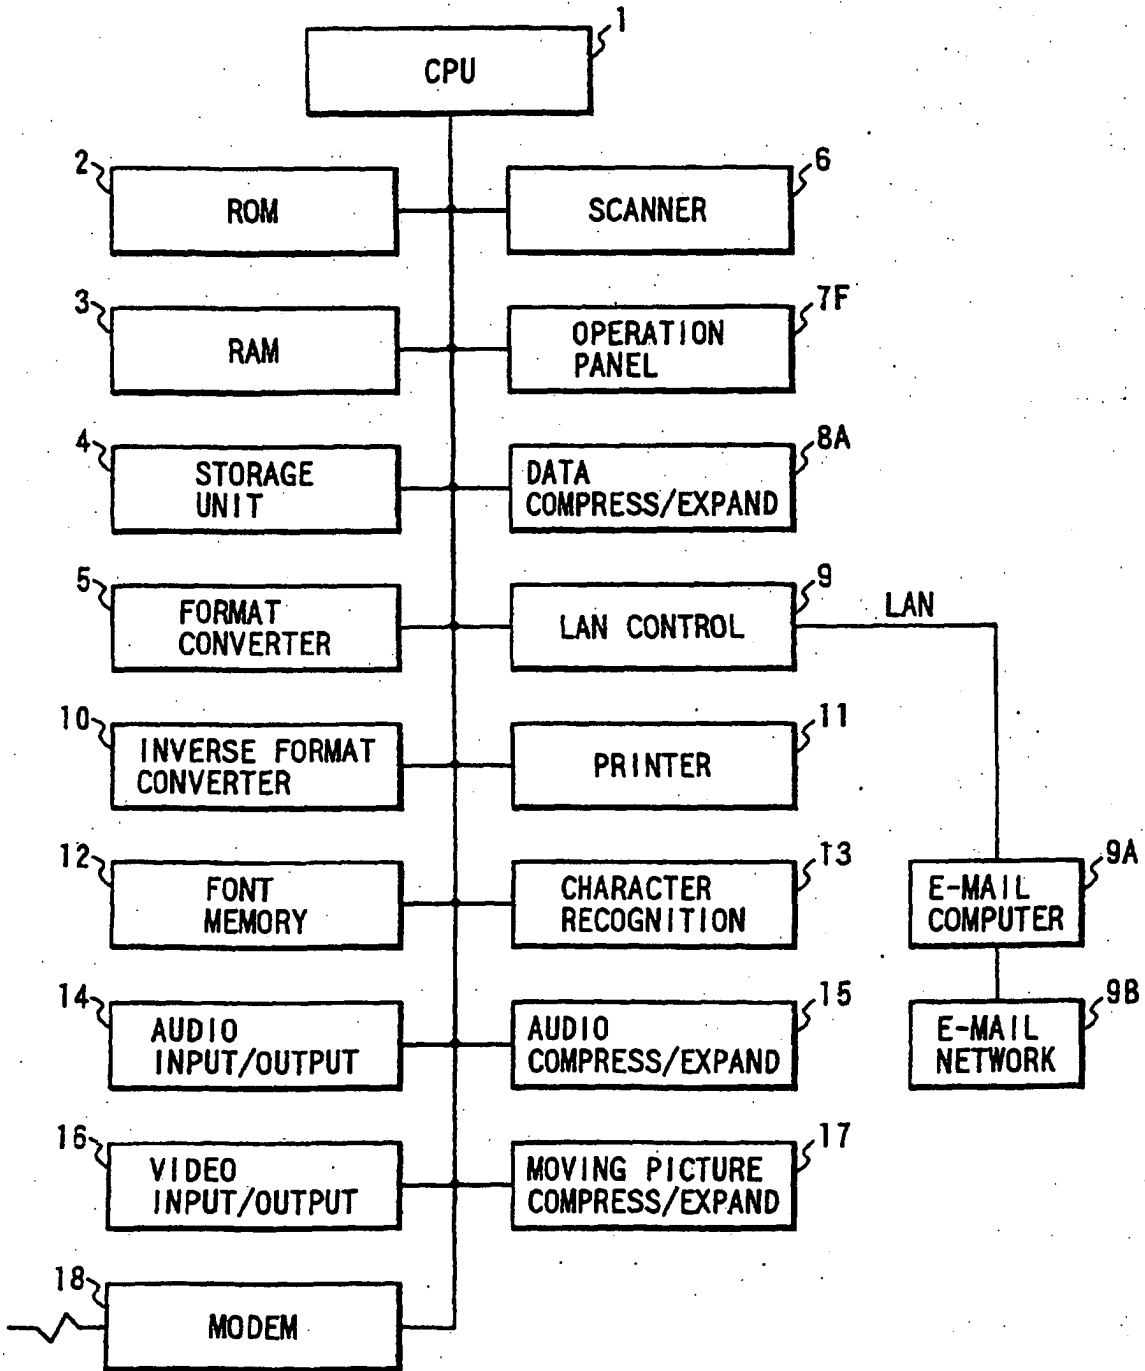 1
CPU
2
ROM
6
SCANNER
3
RAM
7F
OPERATION
PANEL
4
STORAGE
UNIT
8A
DATA
COMPRESS/EXPAND
5
FORMAT
CONVERTER
9
LAN CONTROL
LAN
10
INVERSE FORMAT
CONVERTER
11
PRINTER
12
FONT
MEMORY
13
CHARACTER
RECOGNITION
9A
E-MAIL
COMPUTER
14
AUDIO
INPUT/OUTPUT
15
AUDIO
COMPRESS/EXPAND
9B
E-MAIL
NETWORK
16
VIDEO
INPUT/OUTPUT
17
MOVING PICTURE
COMPRESS/EXPAND
18
MODEM